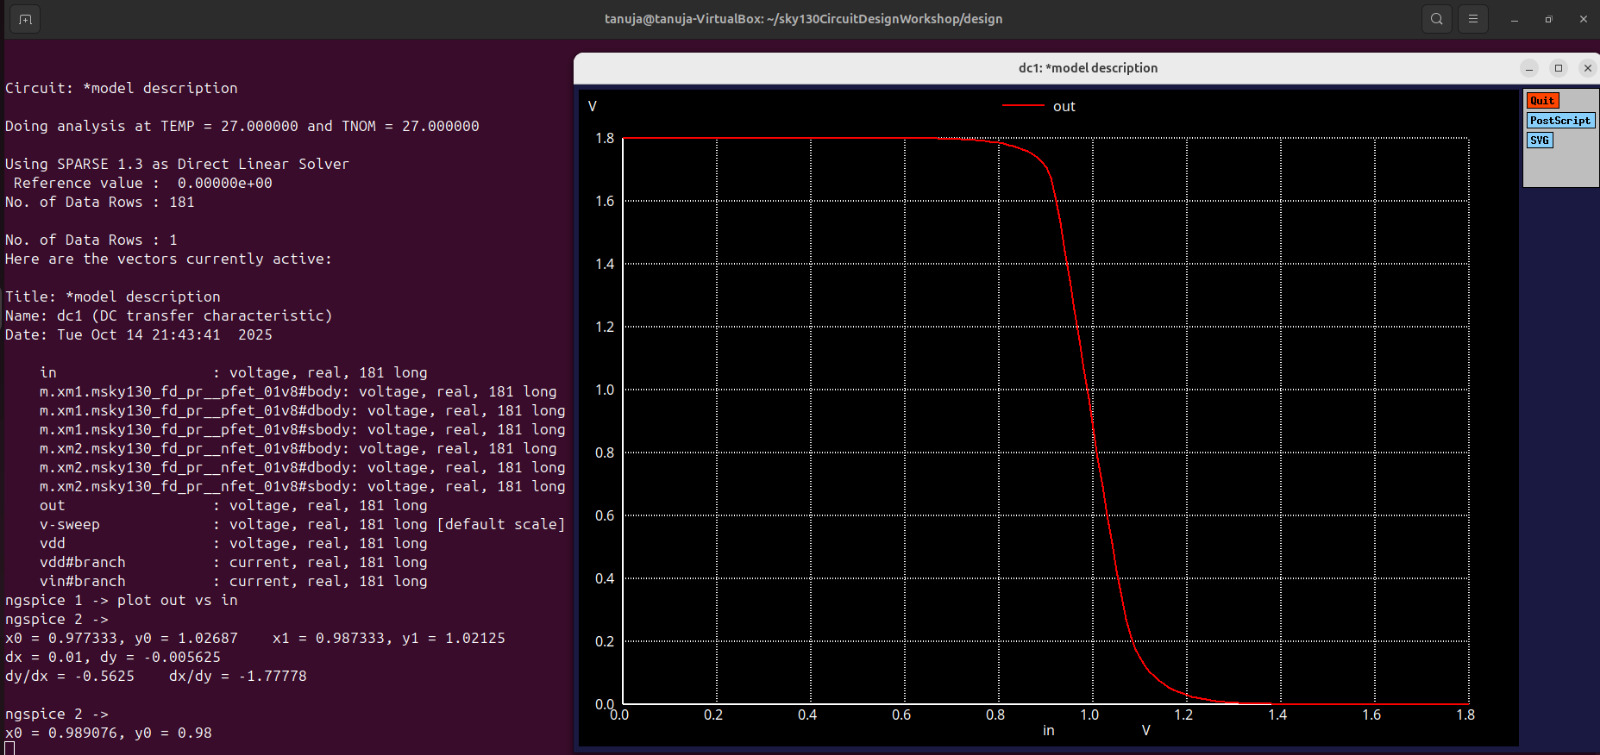 tanuja@tanuja-VirtualBox: ~/sky130CircuitDesignWorkshop/design
Circuit: *model description
Doing analysis at TEMP = 27.000000 and TNOM = 27.000000
Using SPARSE 1.3 as Direct Linear Solver
 Reference value :  0.00000e+00
No. of Data Rows : 181
No. of Data Rows : 1
Here are the vectors currently active:
Title: *model description
Name: dc1 (DC transfer characteristic)
Date: Tue Oct 14 21:43:41  2025
    in                  : voltage, real, 181 long
    m.xm1.msky130_fd_pr__pfet_01v8#body: voltage, real, 181 long
    m.xm1.msky130_fd_pr__pfet_01v8#dbody: voltage, real, 181 long
    m.xm1.msky130_fd_pr__pfet_01v8#sbody: voltage, real, 181 long
    m.xm2.msky130_fd_pr__nfet_01v8#body: voltage, real, 181 long
    m.xm2.msky130_fd_pr__nfet_01v8#dbody: voltage, real, 181 long
    m.xm2.msky130_fd_pr__nfet_01v8#sbody: voltage, real, 181 long
    out                 : voltage, real, 181 long
    v-sweep             : voltage, real, 181 long [default scale]
    vdd                 : voltage, real, 181 long
    vdd#branch          : current, real, 181 long
    vin#branch          : current, real, 181 long
ngspice 1 -> plot out vs in
ngspice 2 ->
x0 = 0.977333, y0 = 1.02687    x1 = 0.987333, y1 = 1.02125
dx = 0.01, dy = -0.005625
dy/dx = -0.5625    dx/dy = -1.77778
ngspice 2 ->
x0 = 0.989076, y0 = 0.98
dc1: *model description
V
out
Quit
PostScript
SVG
1.8
1.6
1.4
1.2
1.0
0.8
0.6
0.4
0.2
0.0
0.0 0.2 0.4 0.6 0.8 1.0 1.2 1.4 1.6 1.8
in V